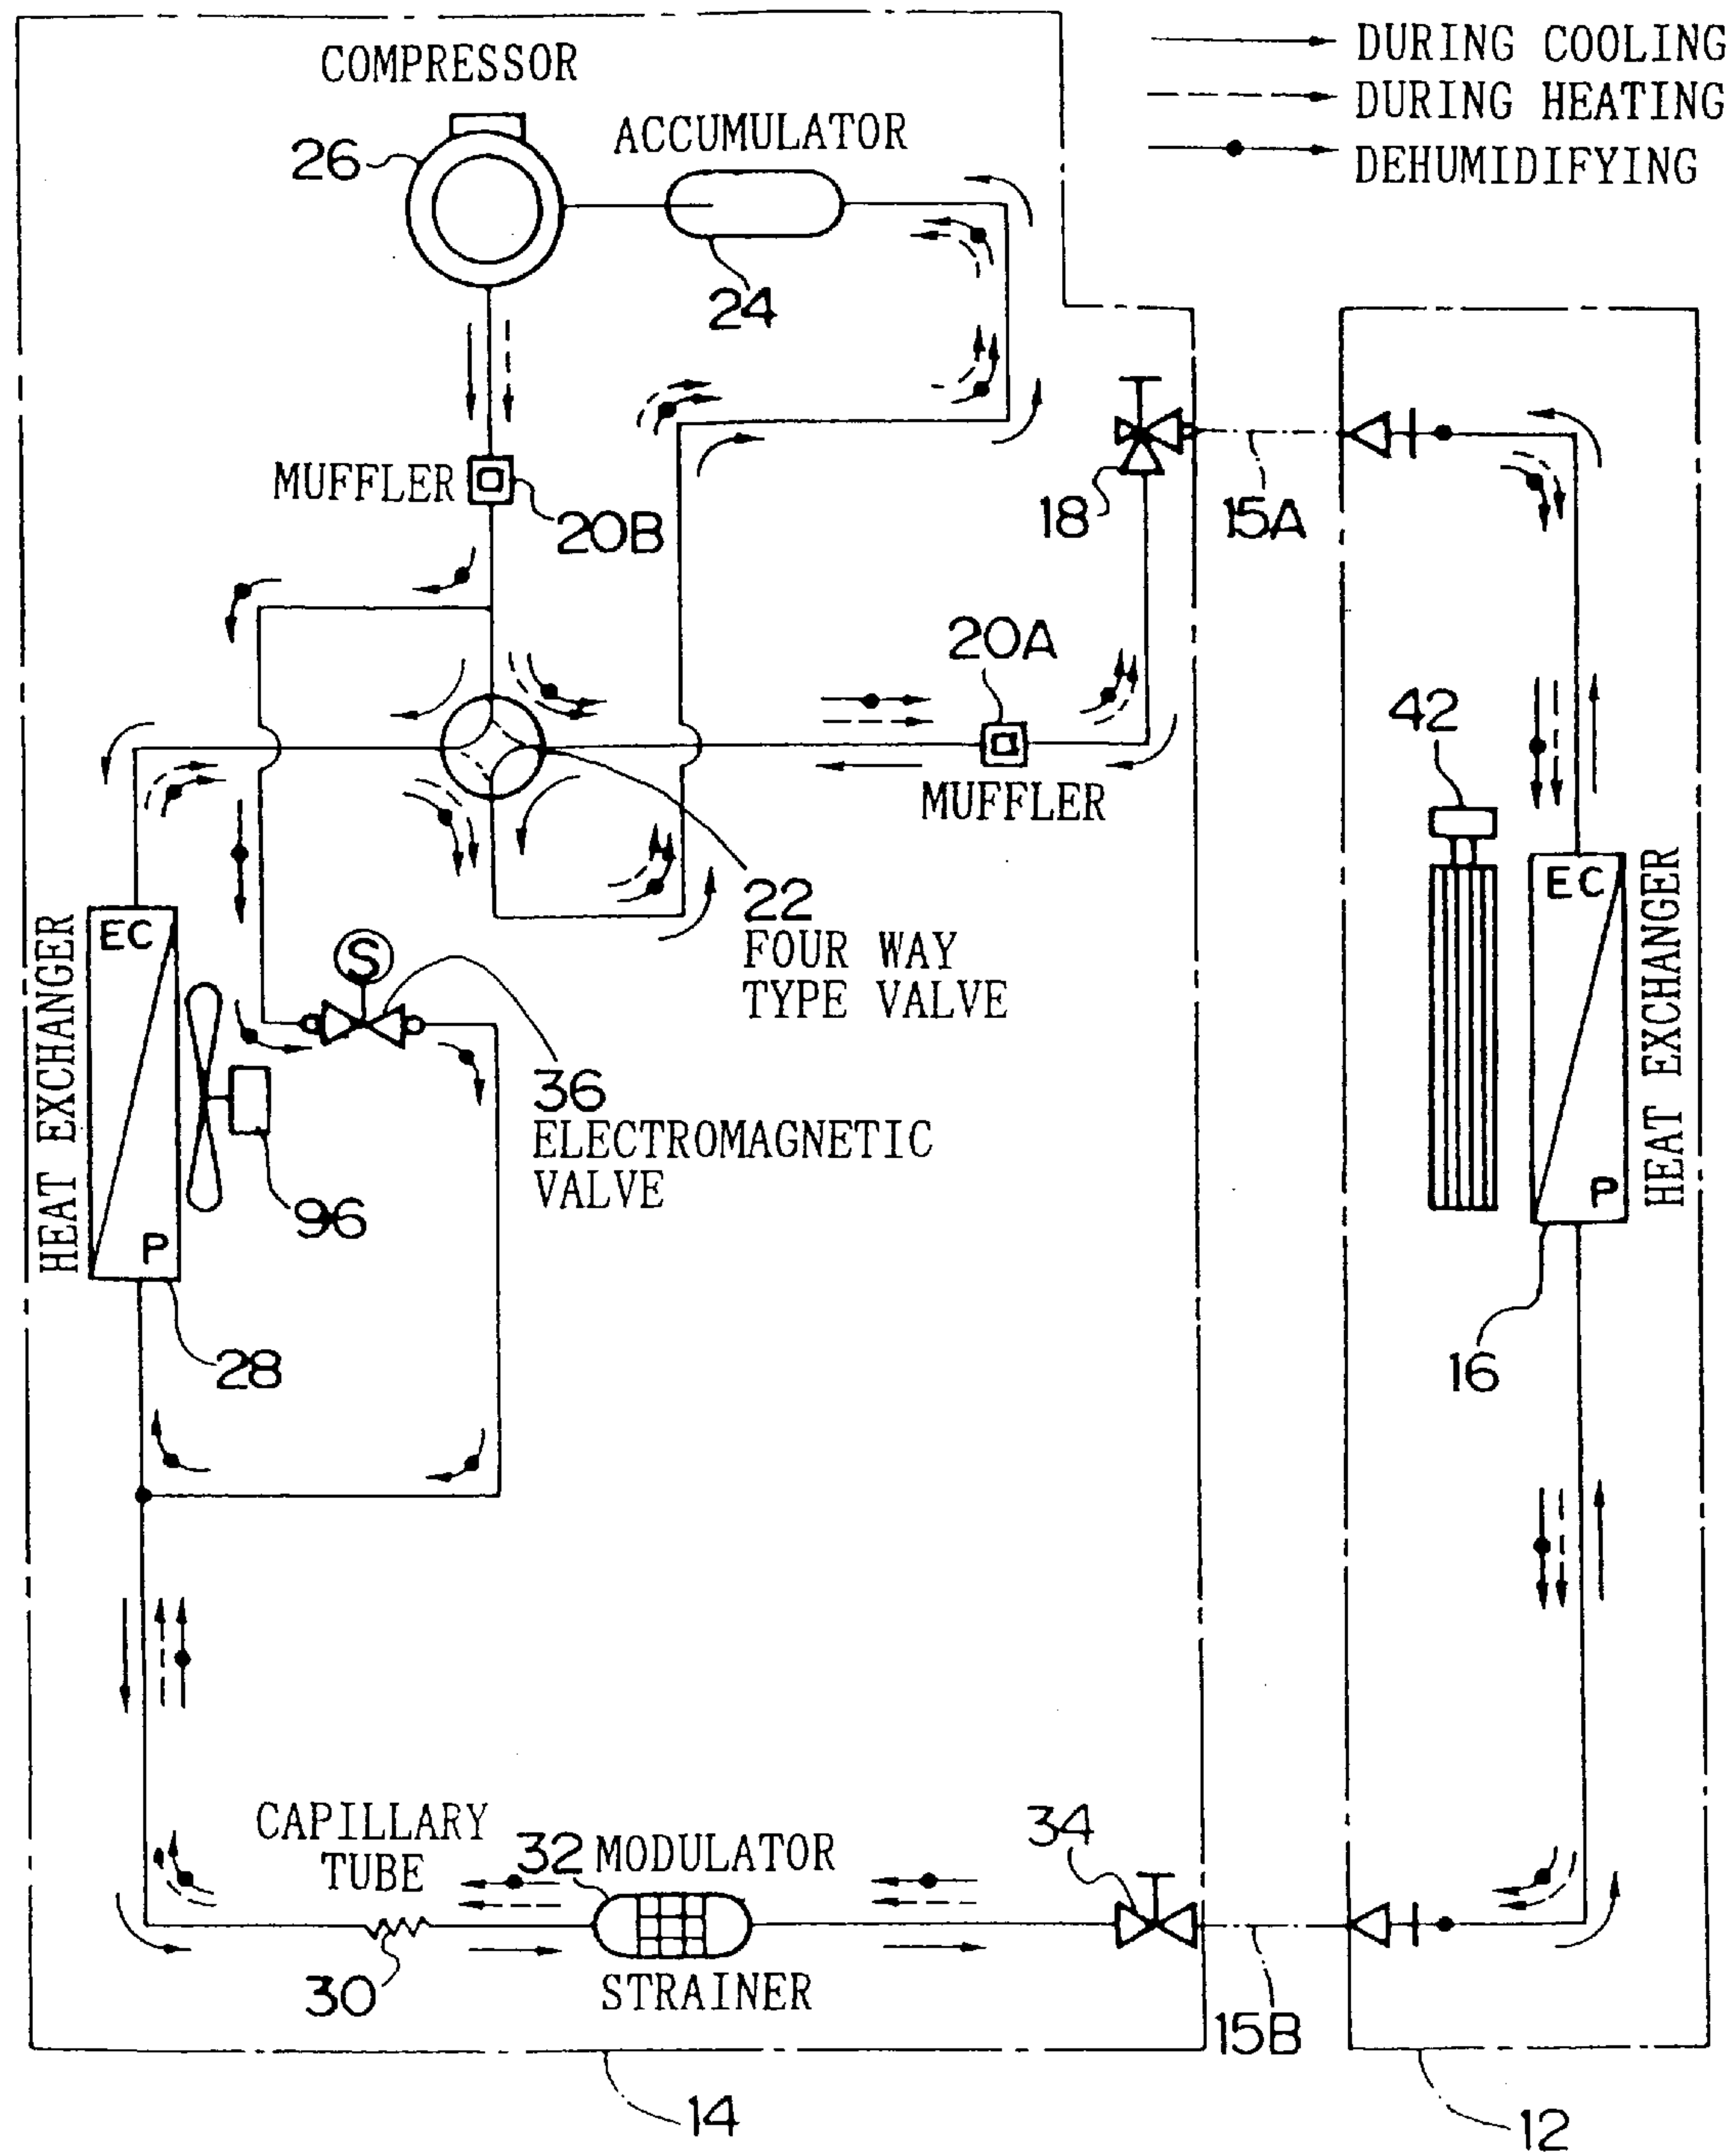 COMPRESSOR
DURING COOLING
DURING HEATING
DEHUMIDIFYING
26
ACCUMULATOR
24
MUFFLER
20B
18
15A
20A
MUFFLER
42
22
FOUR WAY
TYPE VALVE
EC
HEAT EXCHANGER
P
S
36
ELECTROMAGNETIC
VALVE
96
28
EC
HEAT EXCHANGER
P
16
CAPILLARY
TUBE
32 MODULATOR
34
30
STRAINER
15B
14
12